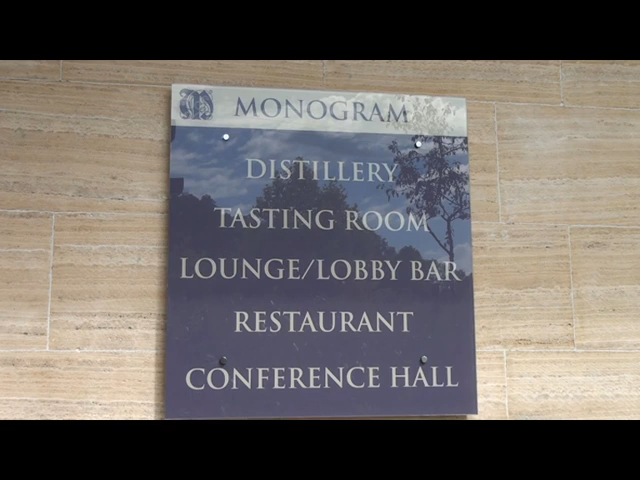 M MONOGRAM
DISTILLERY
TASTING ROOM
LOUNGE/LOBBY BAR
RESTAURANT
CONFERENCE HALL